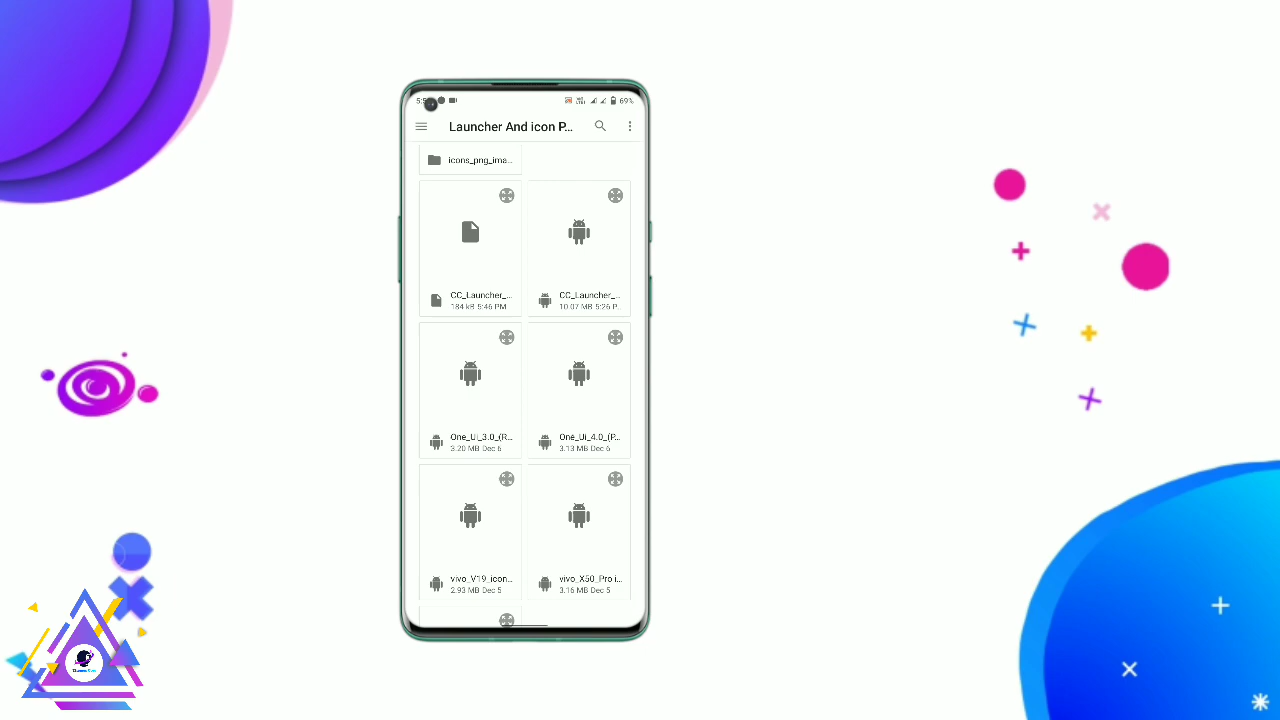 69%
Launcher And icon P...
icons_png_ima...
CC_Launcher_...
184 kB 5:46 PM
CC_Launcher_...
10.07 MB 5:26 P..
One_Ui_3.0_(R...
3.20 MB Dec 6
One_Ui_4.0_(P...
3.13 MB Dec 6
vivo_V19_icon...
2.93 MB Dec 5
vivo_X50_Pro i...
3.16 MB Dec 5